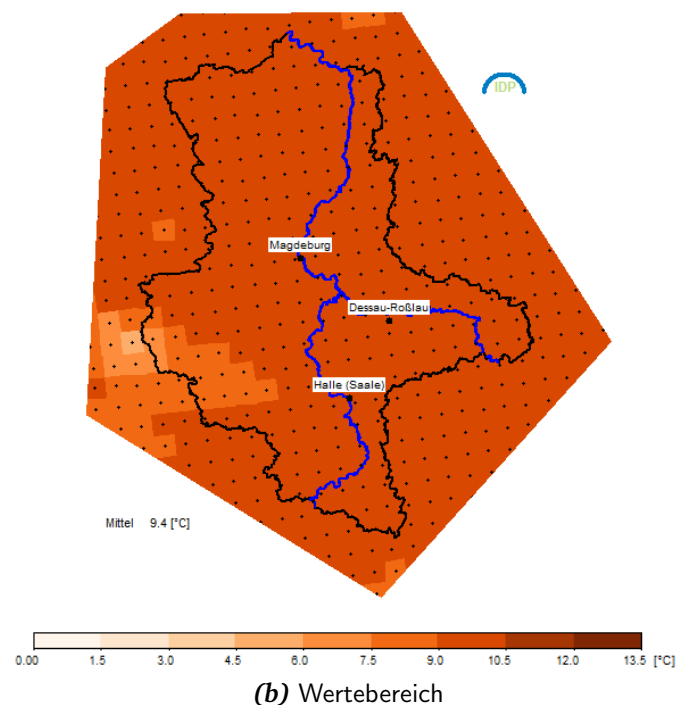 IDP
Magdeburg
Dessau-Roßlau
Halle (Saale)
Mittel 9.4 [°C]
0.00 1.5 3.0 4.5 6.0 7.5 9.0 10.5 12.0 13.5 [°C]
(b) Wertebereich